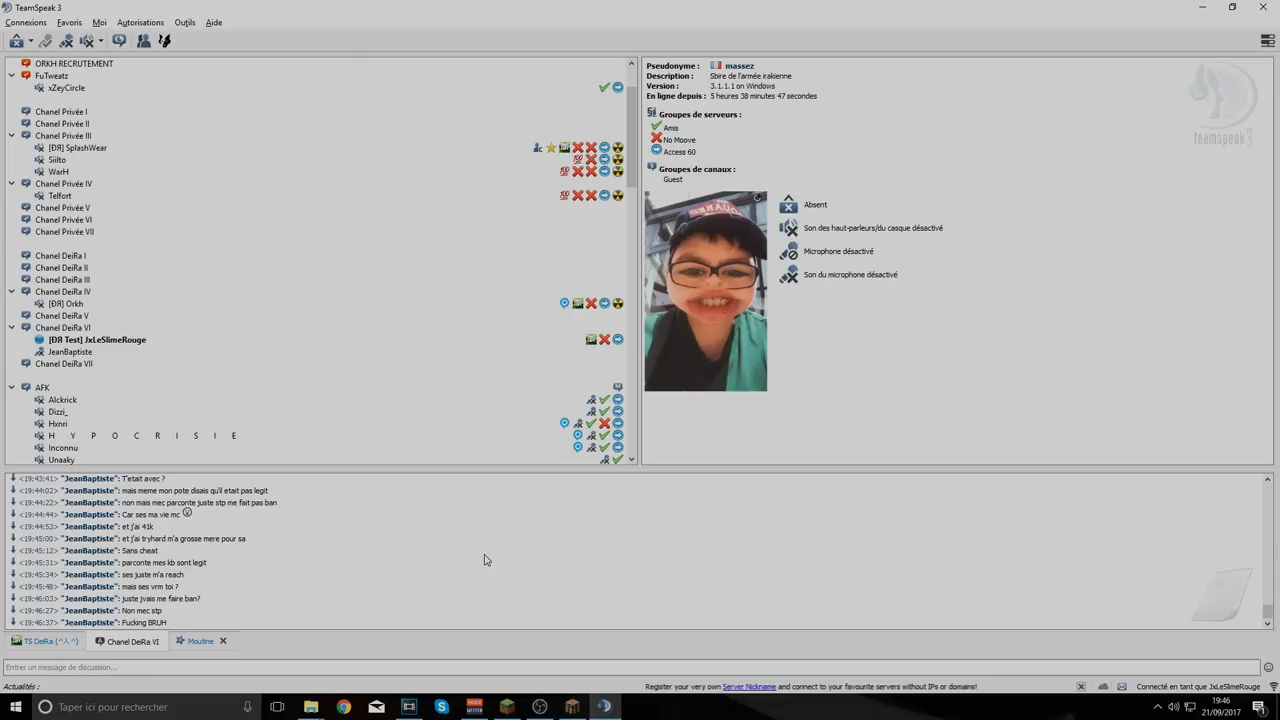 TeamSpeak 3
Connexions Favoris Moi Autorisations Outils Aide
ORKH RECRUTEMENT
FuTweatz
xZeyCircle
Chanel Privée I
Chanel Privée II
Chanel Privée III
[ĐЯ] SplashWear
Siilto
WarH
Chanel Privée IV
Telfort
Chanel Privée V
Chanel Privée VI
Chanel Privée VII
Chanel DeiRa I
Chanel DeiRa II
Chanel DeiRa III
Chanel DeiRa IV
[ĐЯ] Orkh
Chanel DeiRa V
Chanel DeiRa VI
[ĐЯ Test] JxLeSlimeRouge
JeanBaptiste
Chanel DeiRa VII
AFK
Alckrick
Dizzi_
Hxnri
H Y P O C R I S I E
Inconnu
Unaaky
Pseudonyme : massez
Description : Sbire de l'armée irakienne
Version : 3.1.1.1 on Windows
En ligne depuis : 5 heures 38 minutes 47 secondes
Groupes de serveurs :
Amis
No Moove
Access 60
Groupes de canaux :
Guest
Absent
Son des haut-parleurs/du casque désactivé
Microphone désactivé
Son du microphone désactivé
teamspeak3
<19:43:41> "JeanBaptiste": T'etait avec ?
<19:44:02> "JeanBaptiste": mais meme mon pote disais qu'il etait pas legit
<19:44:22> "JeanBaptiste": non mais mec parconte juste stp me fait pas ban
<19:44:44> "JeanBaptiste": Car ses ma vie mc
<19:44:53> "JeanBaptiste": et j'ai 41k
<19:45:00> "JeanBaptiste": et j'ai tryhard m'a grosse mere pour sa
<19:45:12> "JeanBaptiste": Sans cheat
<19:45:31> "JeanBaptiste": parconte mes kb sont legit
<19:45:34> "JeanBaptiste": ses juste m'a reach
<19:45:48> "JeanBaptiste": mais ses vrm toi ?
<19:46:03> "JeanBaptiste": juste jvais me faire ban?
<19:46:27> "JeanBaptiste": Non mec stp
<19:46:37> "JeanBaptiste": Fucking BRUH
TS DeiRa (^人^) Chanel DeiRa VI Moutine
Entrer un message de discussion...
Actualités : Register your very own Server Nickname and connect to your favourite servers without IPs or domains! Connecté en tant que JxLeSlimeRouge
Taper ici pour rechercher
19:46
21/09/2017